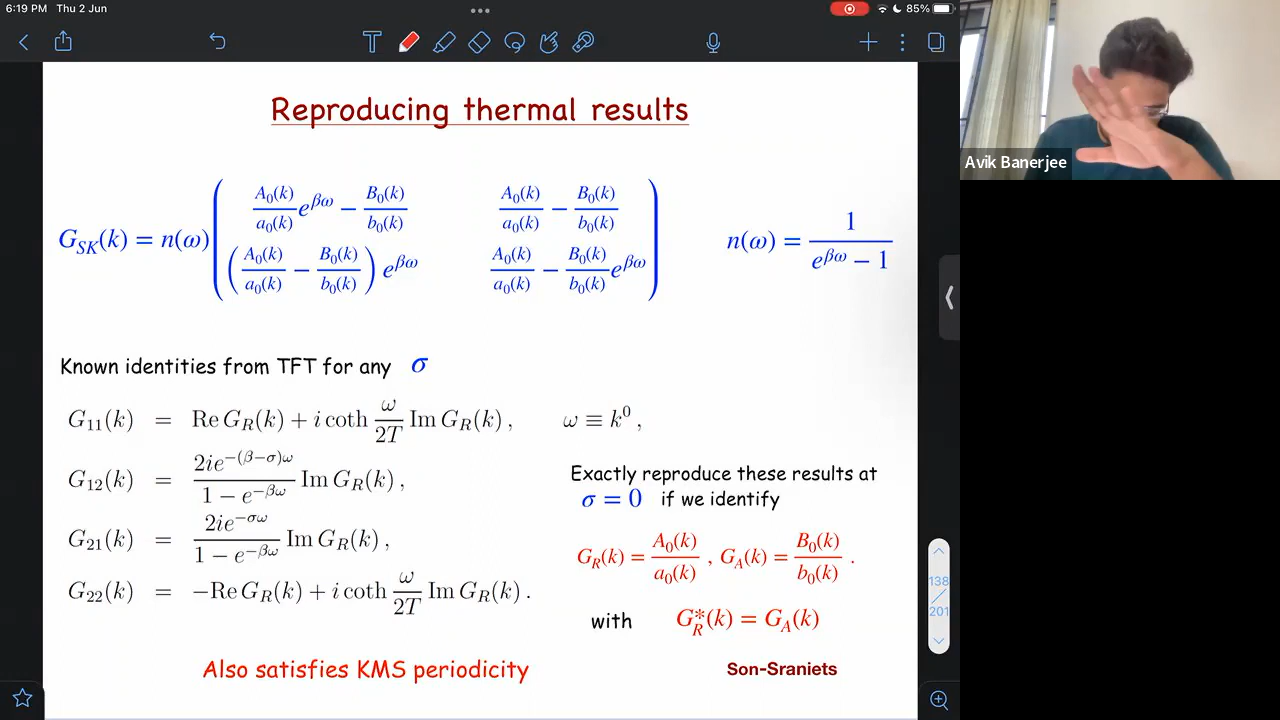 6:19 PM Thu 2 Jun
85%
Reproducing thermal results
G_{SK}(k) = n(ω) ( A_0(k)/a_0(k) e^{βω} − B_0(k)/b_0(k)    A_0(k)/a_0(k) − B_0(k)/b_0(k)
(A_0(k)/a_0(k) − B_0(k)/b_0(k)) e^{βω}    A_0(k)/a_0(k) − B_0(k)/b_0(k) e^{βω} )
n(ω) = 1/(e^{βω} − 1)
Known identities from TFT for any σ
G_{11}(k) = Re G_R(k) + i coth ω/2T Im G_R(k) , ω ≡ k^0 ,
G_{12}(k) = 2ie^{−(β−σ)ω}/(1 − e^{−βω}) Im G_R(k) ,
G_{21}(k) = 2ie^{−σω}/(1 − e^{−βω}) Im G_R(k) ,
G_{22}(k) = −Re G_R(k) + i coth ω/2T Im G_R(k) .
Exactly reproduce these results at
σ = 0 if we identify
G_R(k) = A_0(k)/a_0(k) , G_A(k) = B_0(k)/b_0(k) .
with G_R^*(k) = G_A(k)
Also satisfies KMS periodicity
Son-Sraniets
138
201
Avik Banerjee